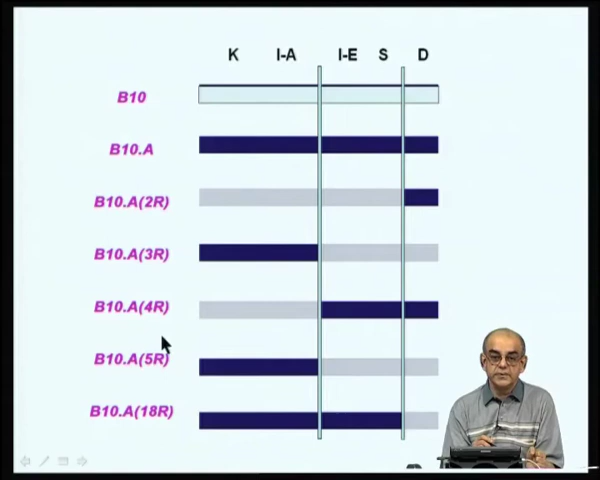 K I-A I-E S D
B10
B10.A
B10.A(2R)
B10.A(3R)
B10.A(4R)
B10.A(5R)
B10.A(18R)